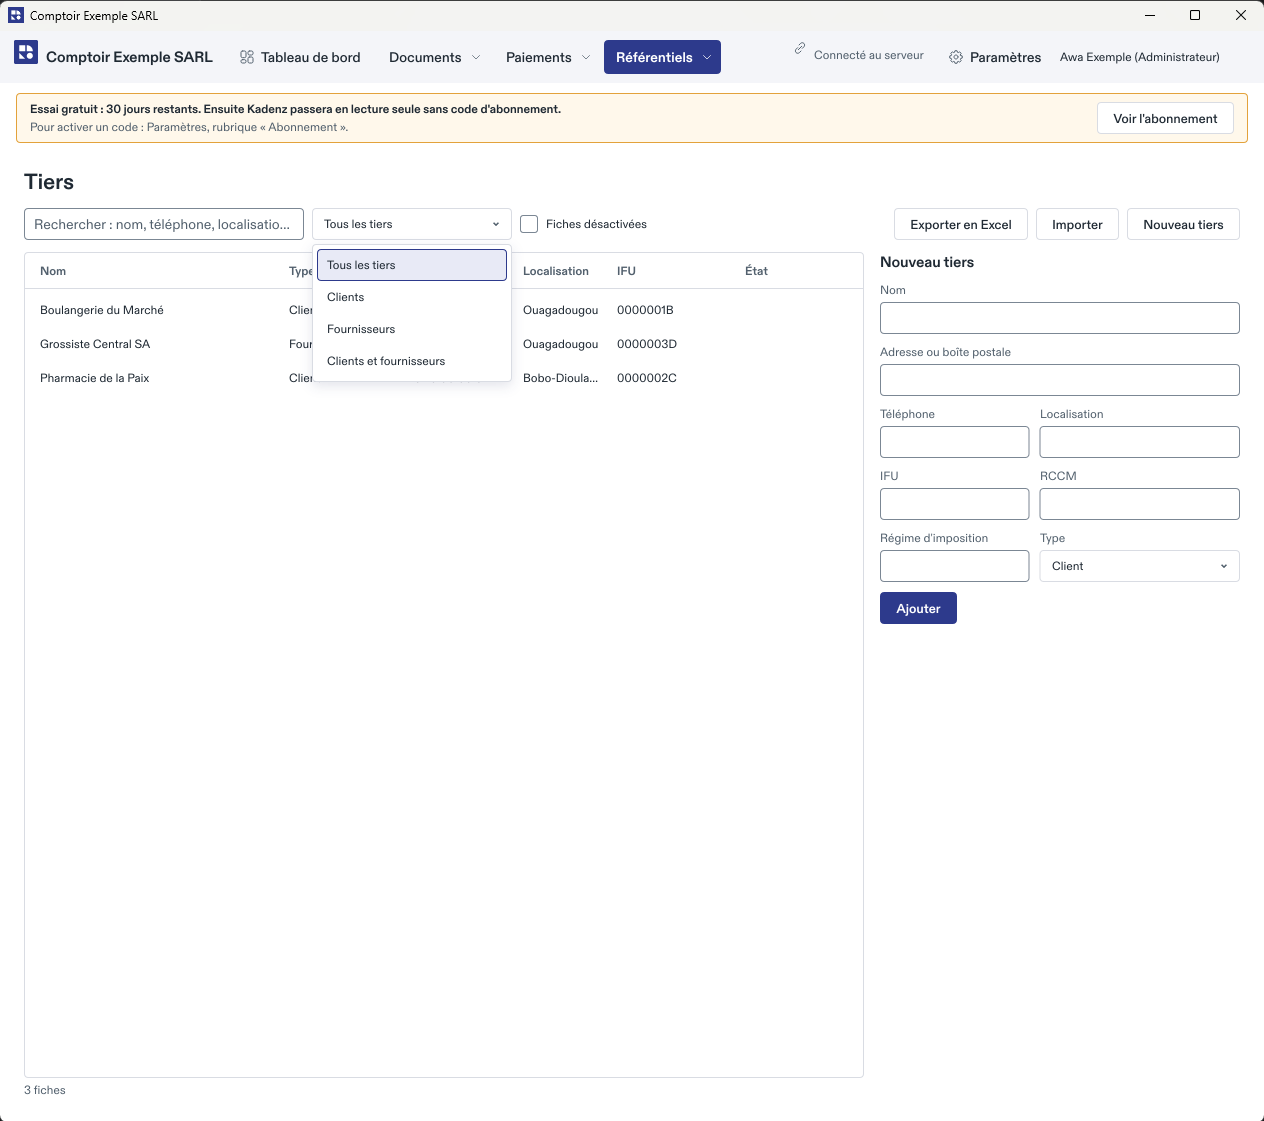 Comptoir Exemple SARL
Comptoir Exemple SARL
Tableau de bord
Documents
Paiements
Référentiels
Connecté au serveur
Paramètres
Awa Exemple (Administrateur)
Essai gratuit : 30 jours restants. Ensuite Kadenz passera en lecture seule sans code d'abonnement.
Pour activer un code : Paramètres, rubrique « Abonnement ».
Voir l'abonnement
Tiers
Rechercher : nom, téléphone, localisatio...
Tous les tiers
Fiches désactivées
Exporter en Excel
Importer
Nouveau tiers
Nom
Type
Localisation
IFU
État
Tous les tiers
Clients
Fournisseurs
Clients et fournisseurs
Boulangerie du Marché
Ouagadougou
0000001B
Grossiste Central SA
Ouagadougou
0000003D
Pharmacie de la Paix
Bobo-Dioula...
0000002C
3 fiches
Nouveau tiers
Nom
Adresse ou boîte postale
Téléphone
Localisation
IFU
RCCM
Régime d'imposition
Type
Client
Ajouter